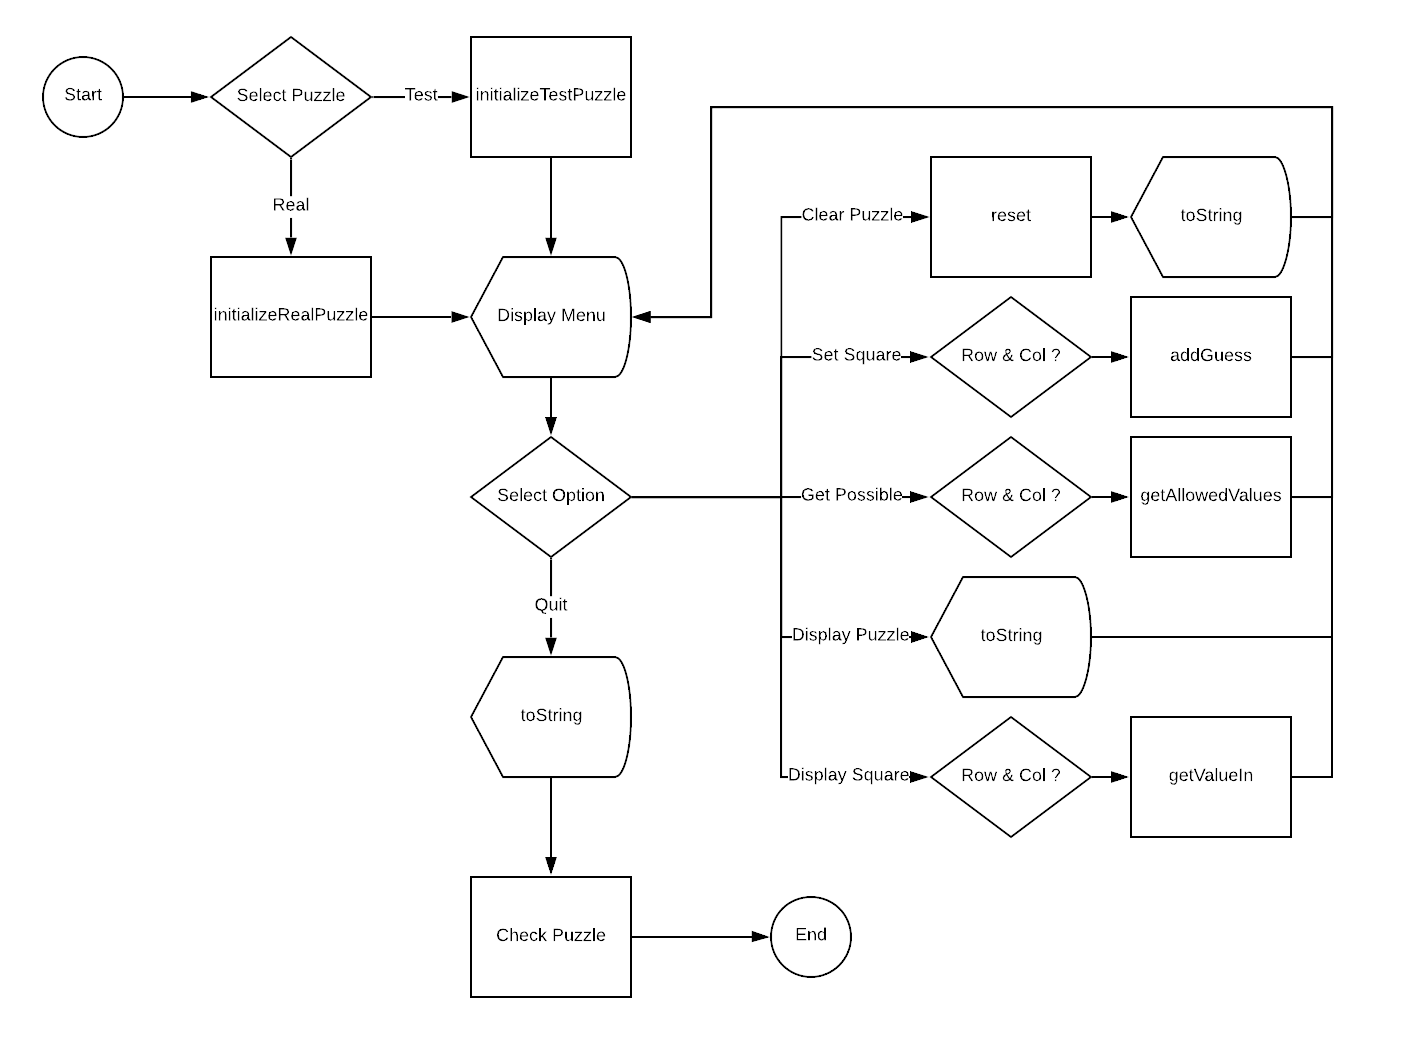 Start
Select Puzzle
Test
initializeTestPuzzle
Real
initializeRealPuzzle
Display Menu
Select Option
Quit
toString
Check Puzzle
End
Clear Puzzle
reset
toString
Set Square
Row & Col ?
addGuess
Get Possible
Row & Col ?
getAllowedValues
Display Puzzle
toString
Display Square
Row & Col ?
getValueIn